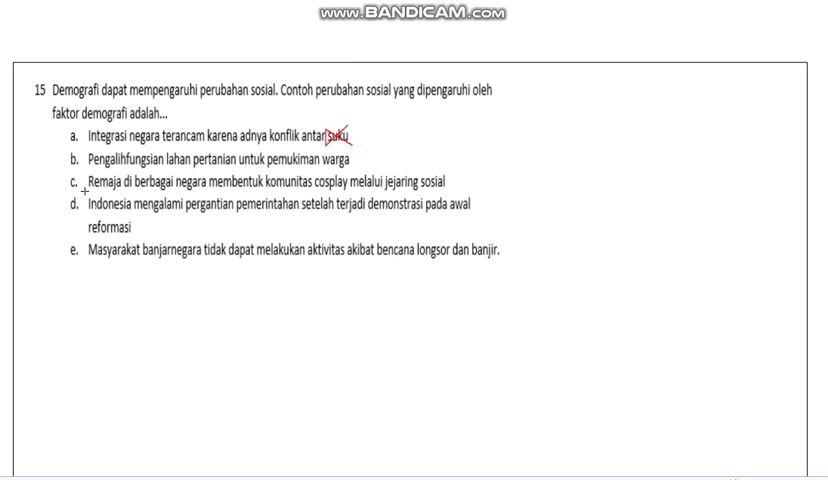 www.BANDICAM.com
15 Demografi dapat mempengaruhi perubahan sosial. Contoh perubahan sosial yang dipengaruhi oleh
faktor demografi adalah...
a. Integrasi negara terancam karena adnya konflik antar suku
b. Pengalihfungsian lahan pertanian untuk pemukiman warga
c. Remaja di berbagai negara membentuk komunitas cosplay melalui jejaring sosial
d. Indonesia mengalami pergantian pemerintahan setelah terjadi demonstrasi pada awal
reformasi
e. Masyarakat banjarnegara tidak dapat melakukan aktivitas akibat bencana longsor dan banjir.